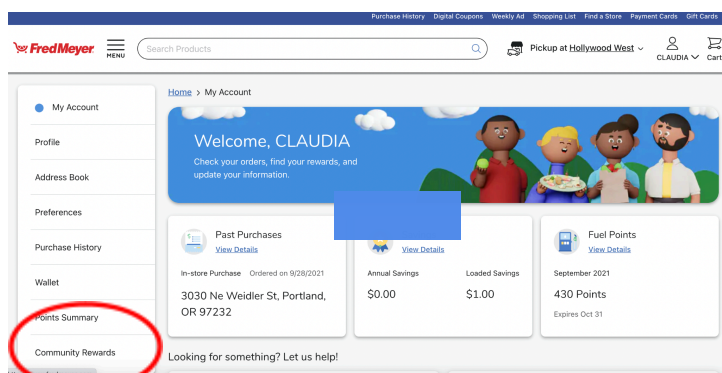 Purchase History Digital Coupons Weekly Ad Shopping List Find a Store Payment Cards Gift Cards
Fred Meyer
MENU
Search Products
Pickup at Hollywood West
CLAUDIA
Cart
Home > My Account
My Account
Profile
Address Book
Preferences
Purchase History
Wallet
Points Summary
Community Rewards
Welcome, CLAUDIA
Check your orders, find your rewards, and
update your information.
Past Purchases
View Details
In-store Purchase Ordered on 9/28/2021
3030 Ne Weidler St, Portland,
OR 97232
View Details
Annual Savings Loaded Savings
$0.00 $1.00
Fuel Points
View Details
September 2021
430 Points
Expires Oct 31
Looking for something? Let us help!